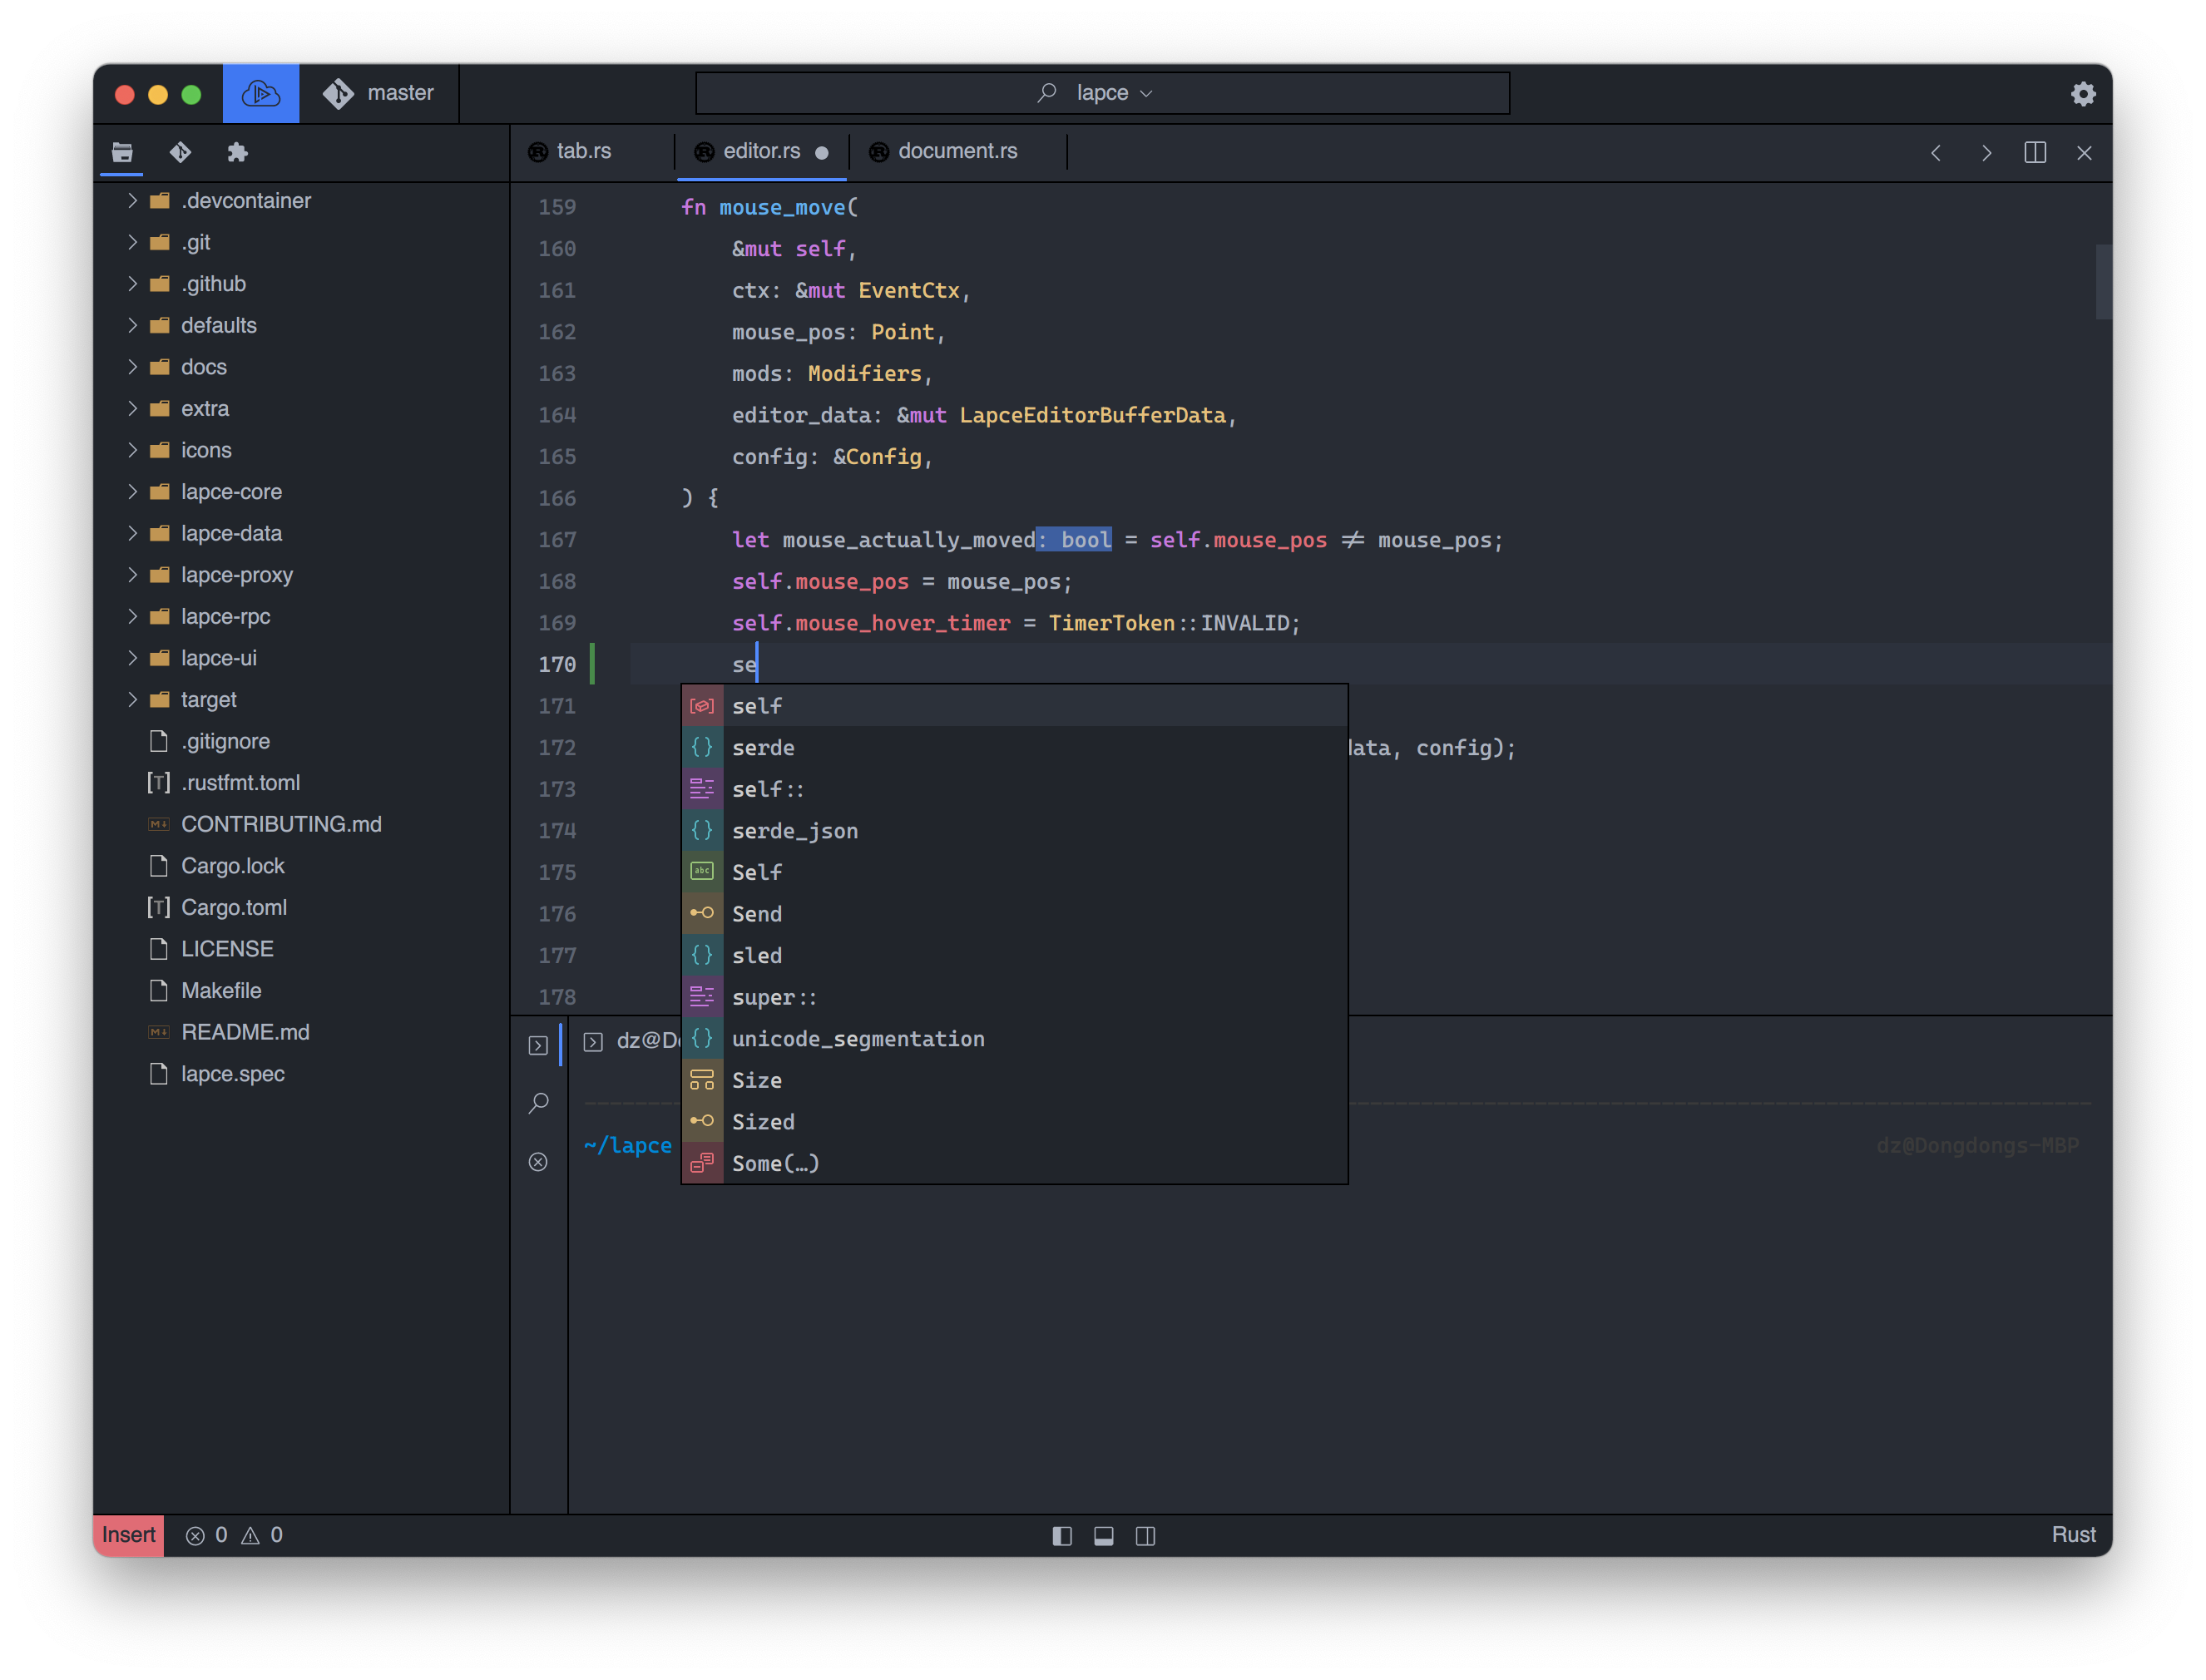 master
lapce
tab.rs
editor.rs
document.rs
.devcontainer
.git
.github
defaults
docs
extra
icons
lapce-core
lapce-data
lapce-proxy
lapce-rpc
lapce-ui
target
.gitignore
[T] .rustfmt.toml
M↓ CONTRIBUTING.md
Cargo.lock
[T] Cargo.toml
LICENSE
Makefile
M↓ README.md
lapce.spec
159 fn mouse_move(
160 &mut self,
161 ctx: &mut EventCtx,
162 mouse_pos: Point,
163 mods: Modifiers,
164 editor_data: &mut LapceEditorBufferData,
165 config: &Config,
166 ) {
167 let mouse_actually_moved: bool = self.mouse_pos ≠ mouse_pos;
168 self.mouse_pos = mouse_pos;
169 self.mouse_hover_timer = TimerToken::INVALID;
170 se
171
172 data, config);
173
174
175
176
177
178
self
{} serde
self::
{} serde_json
abc Self
Send
{} sled
super::
{} unicode_segmentation
Size
Sized
Some(…)
dz@D
~/lapce
dz@Dongdongs-MBP
Insert
0
0
Rust